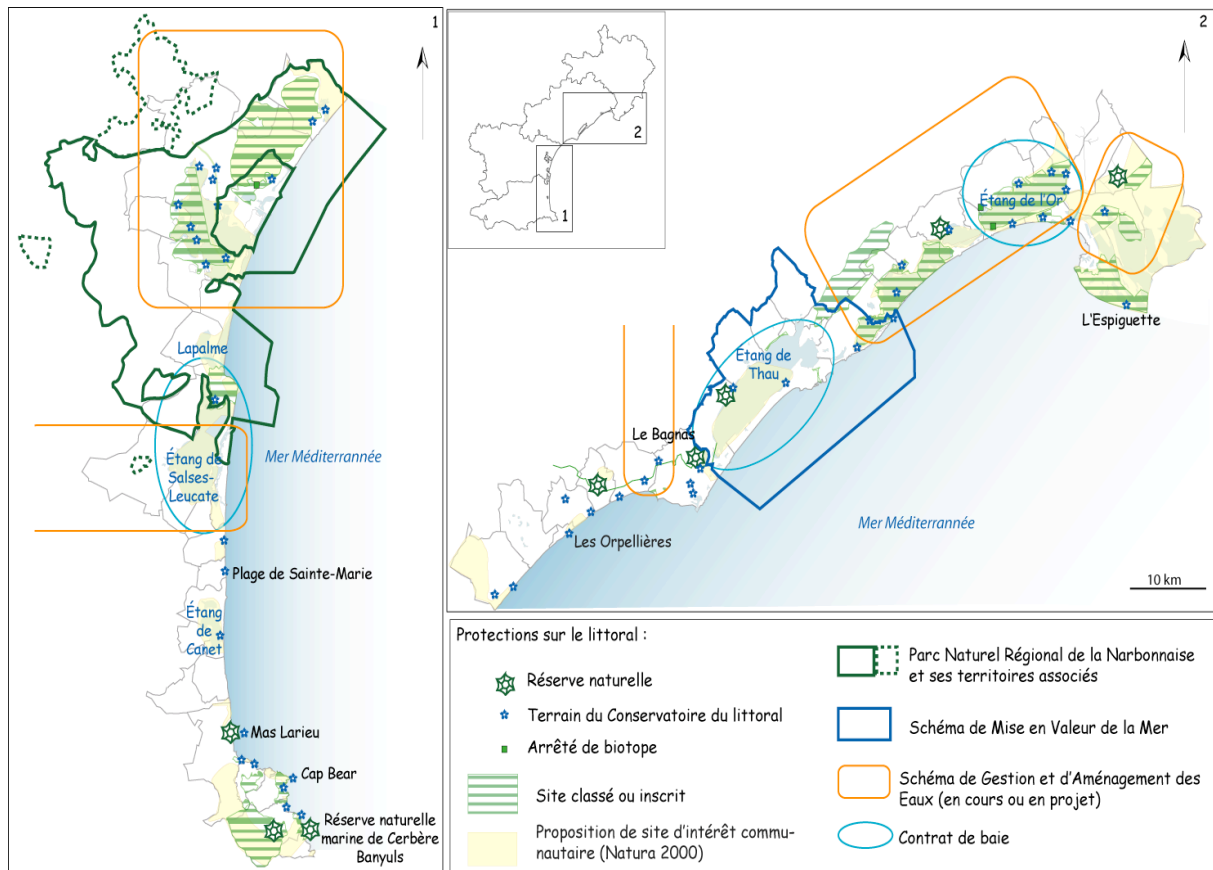 1
Lapalme
Étang de
Salses-
Leucate
Mer Méditerrannée
Plage de Sainte-Marie
Étang
de
Canet
Mas Larieu
Cap Bear
Réserve naturelle
marine de Cerbère
Banyuls
2
2
1
Étang de l'Or
L'Espiguette
Étang de
Thau
Le Bagnas
Les Orpellières
Mer Méditerrannée
10 km
Protections sur le littoral :
Réserve naturelle
Terrain du Conservatoire du littoral
Arrêté de biotope
Site classé ou inscrit
Proposition de site d'intérêt commu-
nautaire (Natura 2000)
Parc Naturel Régional de la Narbonnaise
et ses territoires associés
Schéma de Mise en Valeur de la Mer
Schéma de Gestion et d'Aménagement des
Eaux (en cours ou en projet)
Contrat de baie